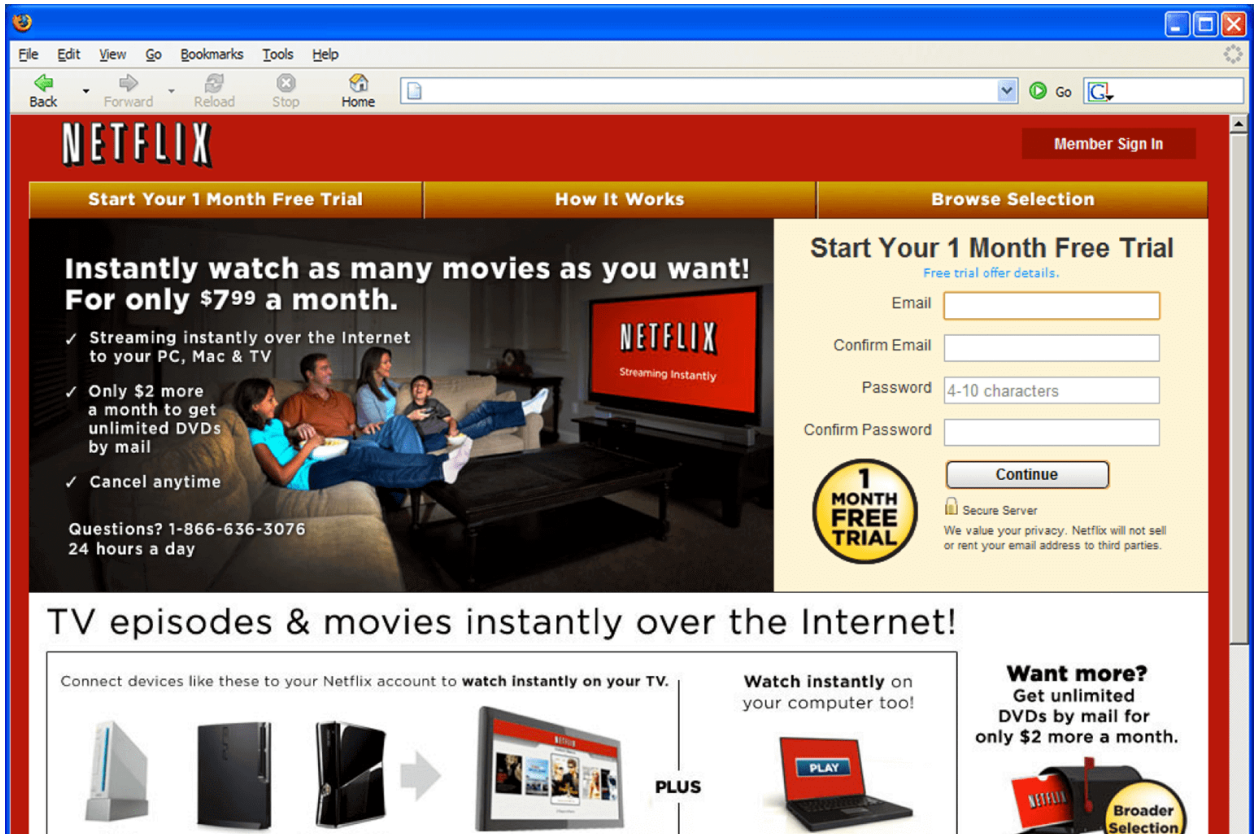 File Edit View Go Bookmarks Tools Help
Back Forward Reload Stop Home Go G
NETFLIX
Member Sign In
Start Your 1 Month Free Trial How It Works Browse Selection
Instantly watch as many movies as you want!
For only $7.99 a month.
✓ Streaming instantly over the Internet
to your PC, Mac & TV
✓ Only $2 more
a month to get
unlimited DVDs
by mail
✓ Cancel anytime
Questions? 1-866-636-3076
24 hours a day
NETFLIX
Streaming Instantly
Start Your 1 Month Free Trial
Free trial offer details.
Email
Confirm Email
Password 4-10 characters
Confirm Password
Continue
1
MONTH
FREE
TRIAL
Secure Server
We value your privacy. Netflix will not sell
or rent your email address to third parties.
TV episodes & movies instantly over the Internet!
Connect devices like these to your Netflix account to watch instantly on your TV.
PS3
NETFLIX
PLUS
Watch instantly on
your computer too!
PLAY
Want more?
Get unlimited
DVDs by mail for
only $2 more a month.
NETFLIX
Broader
Selection